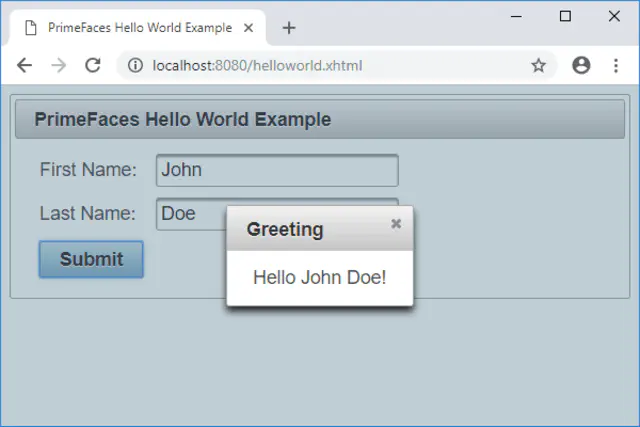 PrimeFaces Hello World Example
localhost:8080/helloworld.xhtml
PrimeFaces Hello World Example
First Name: John
Last Name: Doe
Greeting
Submit
Hello John Doe!